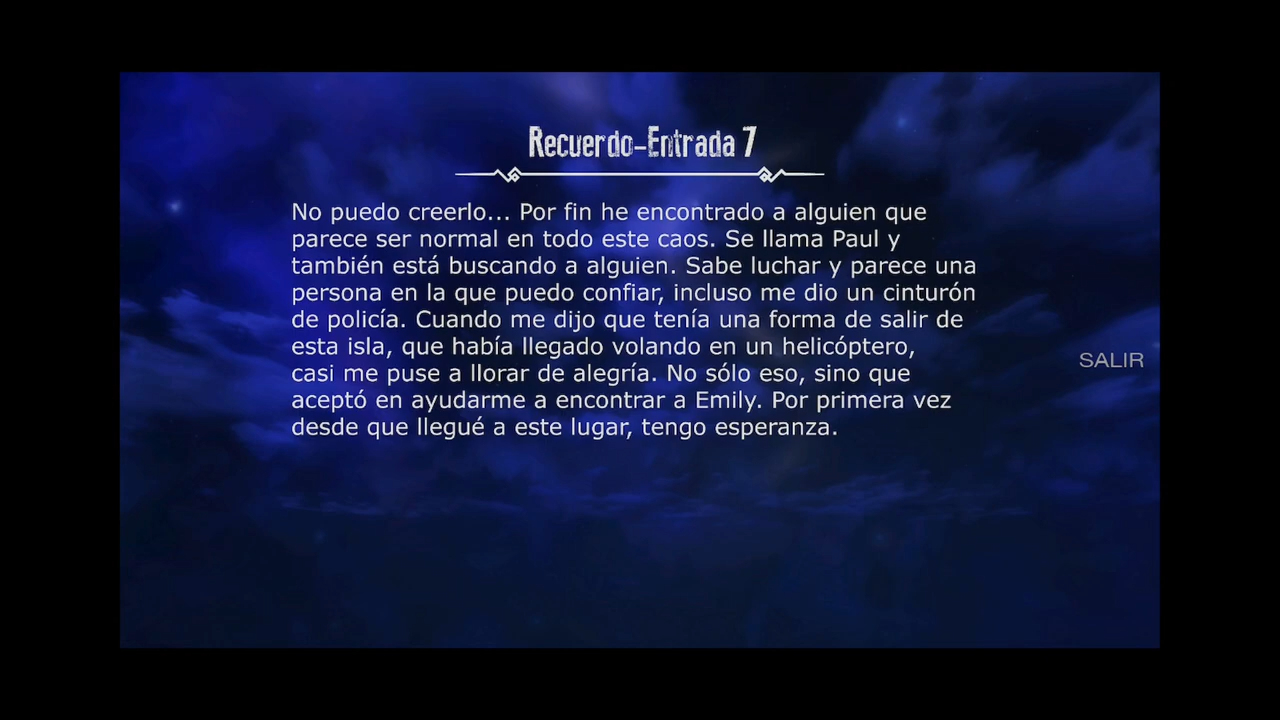 Recuerdo-Entrada 7
No puedo creerlo... Por fin he encontrado a alguien que
parece ser normal en todo este caos. Se llama Paul y
también está buscando a alguien. Sabe luchar y parece una
persona en la que puedo confiar, incluso me dio un cinturón
de policía. Cuando me dijo que tenía una forma de salir de
esta isla, que había llegado volando en un helicóptero,
casi me puse a llorar de alegría. No sólo eso, sino que
aceptó en ayudarme a encontrar a Emily. Por primera vez
desde que llegué a este lugar, tengo esperanza.
SALIR